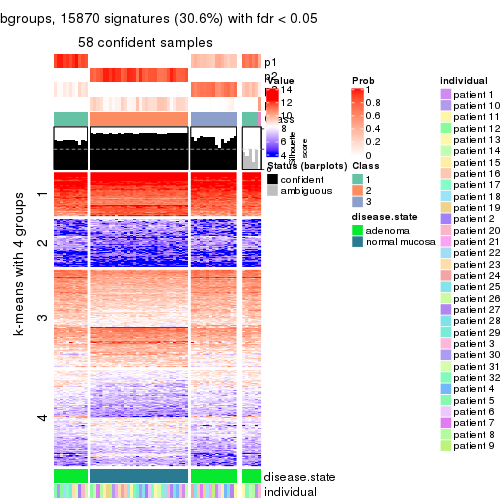 bgroups, 15870 signatures (30.6%) with fdr < 0.05
58 confident samples
p1
p2
Value
14
12
10
8
6
Prob
1
0.8
0.6
0.4
0.2
0
Class
1
2
3
Silhouette
score
Status (barplots)
confident
ambiguous
disease.state
adenoma
normal mucosa
individual
patient 1
patient 10
patient 11
patient 12
patient 13
patient 14
patient 15
patient 16
patient 17
patient 18
patient 19
patient 2
patient 20
patient 21
patient 22
patient 23
patient 24
patient 25
patient 26
patient 27
patient 28
patient 29
patient 3
patient 30
patient 31
patient 32
patient 4
patient 5
patient 6
patient 7
patient 8
patient 9
k-means with 4 groups
1
2
3
4
disease.state
individual